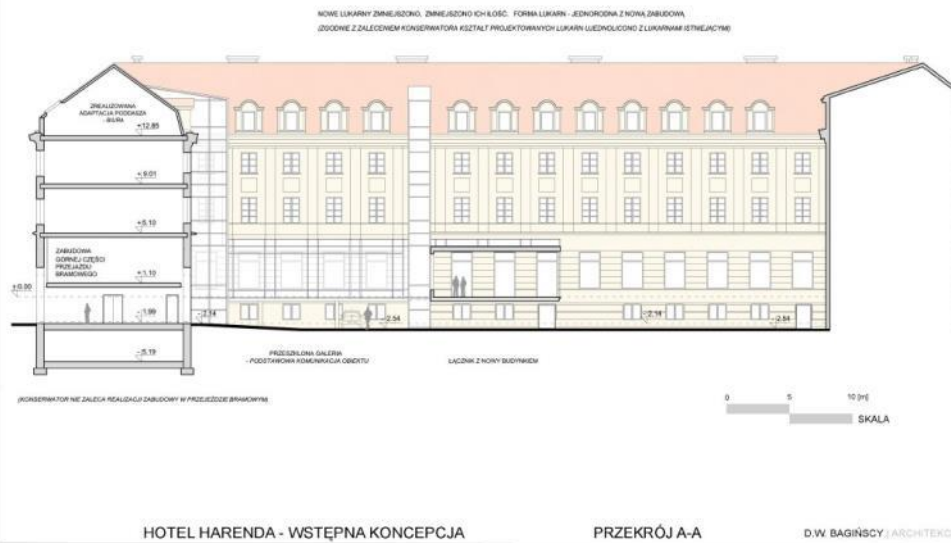 NOWE LUKARNY ZMNIEJSZONO, ZMNIEJSZONO ICH ILOŚĆ. FORMA LUKARN - JEDNORODNA Z NOWĄ ZABUDOWĄ,
(ZGODNIE Z ZALECENIEM KONSERWATORA KSZTAŁT PROJEKTOWANYCH LUKARN UJEDNOLICONO Z LUKARNAMI ISTNIEJĄCYMI)
ZREALIZOWANA
ADAPTACJA PODDASZA
- BIURA
+12.85
+9.01
+5.10
ZABUDOWA
GÓRNEJ CZĘŚCI
PRZEJAZDU
BRAMOWEGO
+1.10
±0.00
-1.99
-2.14
-2.54
-2.14
-2.54
-5.19
PRZESZKLONA GALERIA
- PODSTAWOWA KOMUNIKACJA OBIEKTU
ŁĄCZNIK Z NOWY BUDYNKIEM
(KONSERWATOR NIE ZALECA REALIZACJI ZABUDOWY W PRZEJEŹDZIE BRAMOWYM)
0 5 10 [m]
SKALA
HOTEL HARENDA - WSTĘPNA KONCEPCJA
PRZEKRÓJ A-A
D.W. BAGIŃSCY | ARCHITEKC